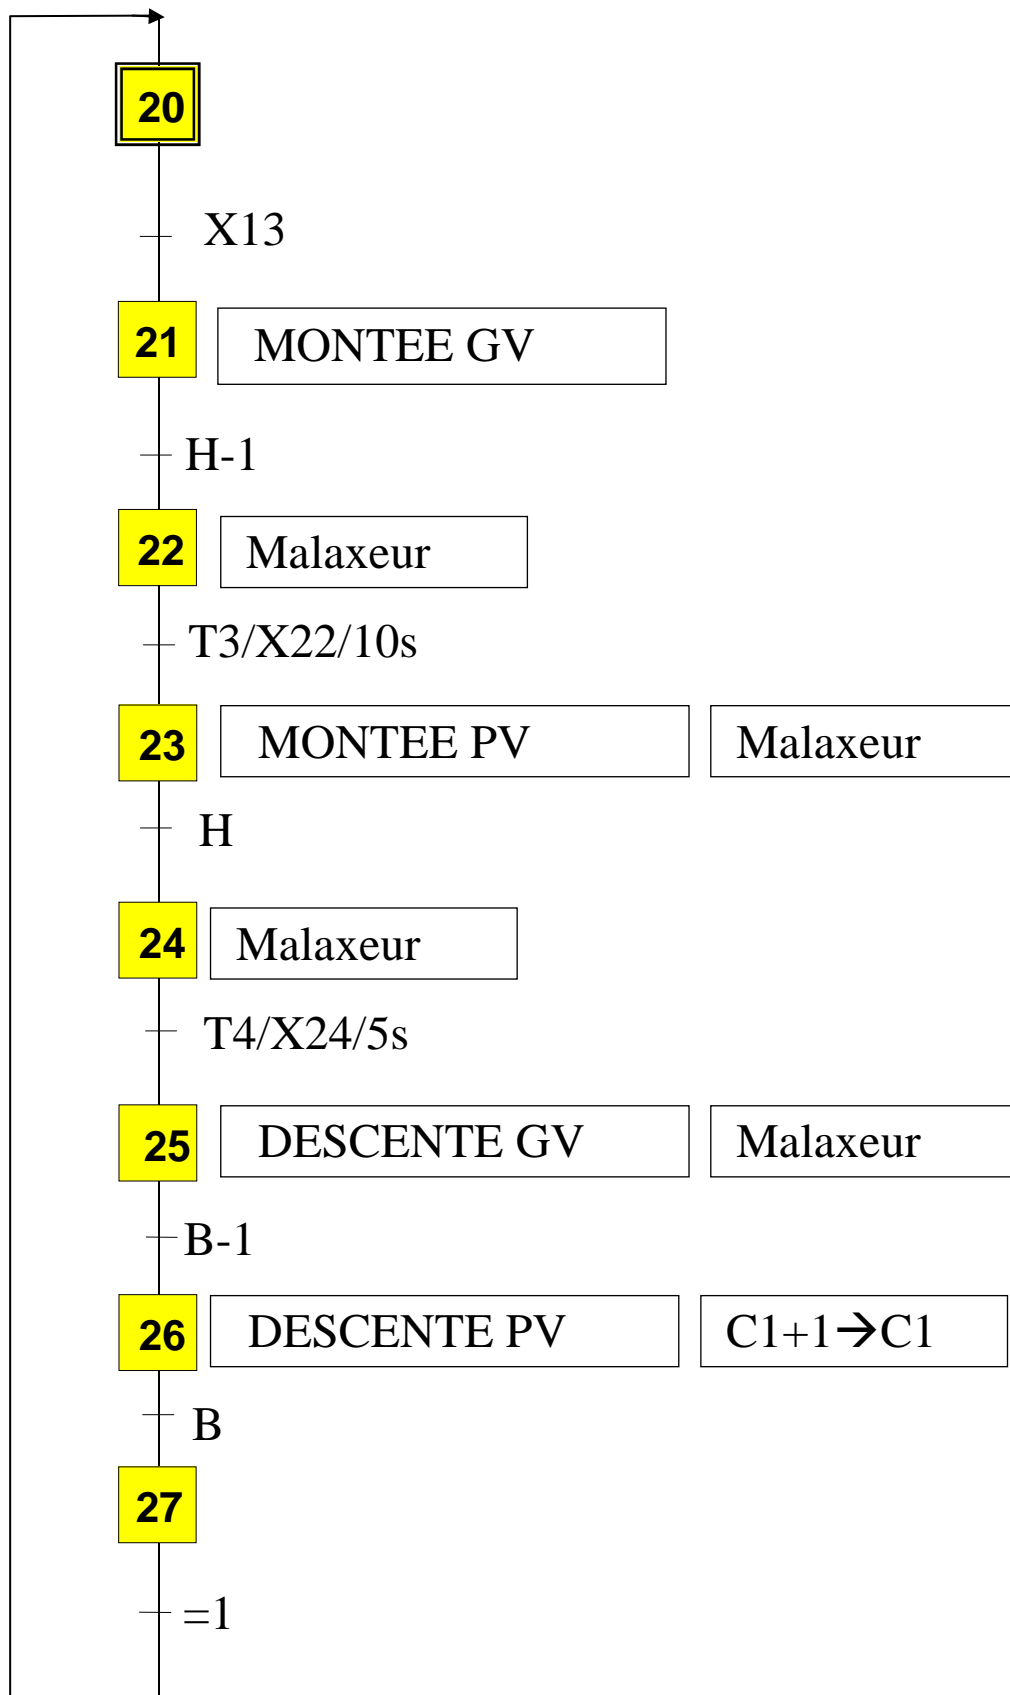 20
X13
21 MONTEE GV
H-1
22 Malaxeur
T3/X22/10s
23 MONTEE PV Malaxeur
H
24 Malaxeur
T4/X24/5s
25 DESCENTE GV Malaxeur
B-1
26 DESCENTE PV C1+1→C1
B
27
=1